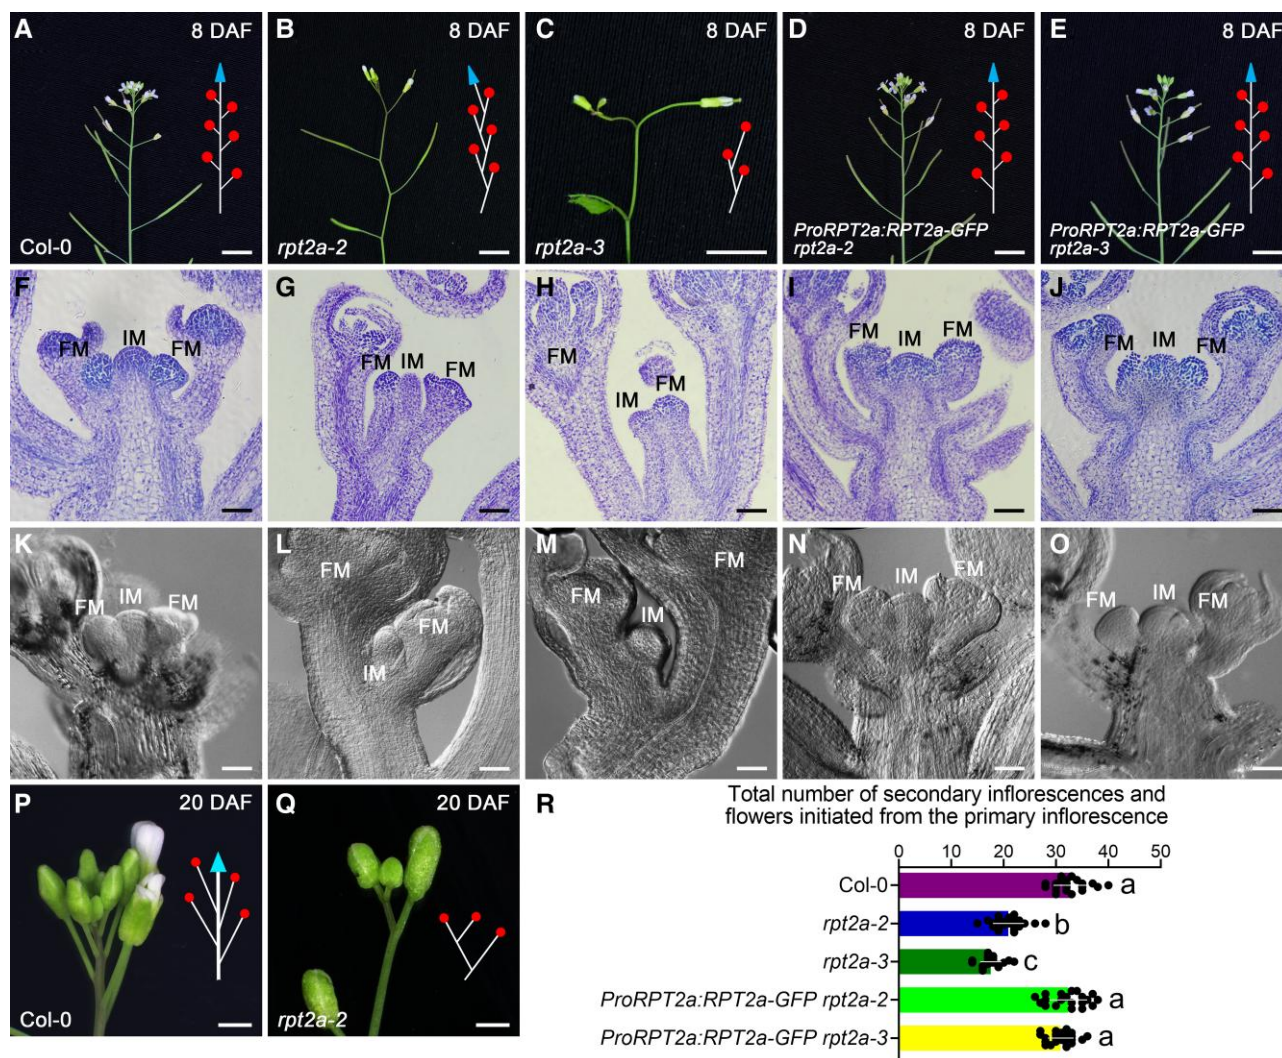 A 8 DAF
Col-0
B 8 DAF
rpt2a-2
C 8 DAF
rpt2a-3
D 8 DAF
ProRPT2a:RPT2a-GFP
rpt2a-2
E 8 DAF
ProRPT2a:RPT2a-GFP
rpt2a-3
F
FM IM FM
G
FM IM FM
H
FM
IM FM
I
FM IM FM
J
FM IM FM
K
FM IM FM
L
FM
FM
IM
M
FM
FM
IM
N
FM IM FM
O
FM IM FM
P 20 DAF
Col-0
Q 20 DAF
rpt2a-2
R
Total number of secondary inflorescences and
flowers initiated from the primary inflorescence
0 10 20 30 40 50
Col-0 a
rpt2a-2 b
rpt2a-3 c
ProRPT2a:RPT2a-GFP rpt2a-2 a
ProRPT2a:RPT2a-GFP rpt2a-3 a